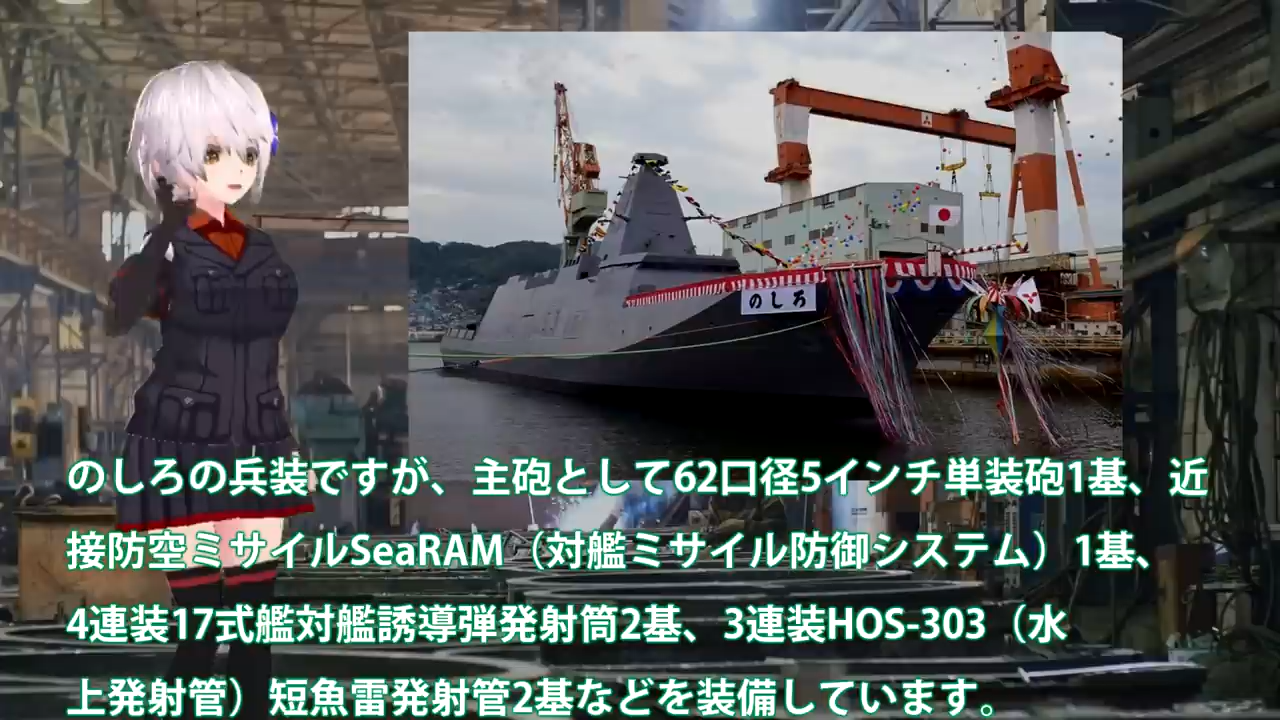 のしろ
のしろの兵装ですが、主砲として62口径5インチ単装砲1基、近
接防空ミサイルSeaRAM（対艦ミサイル防御システム）1基、
4連装17式艦対艦誘導弾発射筒2基、3連装HOS-303（水
上発射管）短魚雷発射管2基などを装備しています。